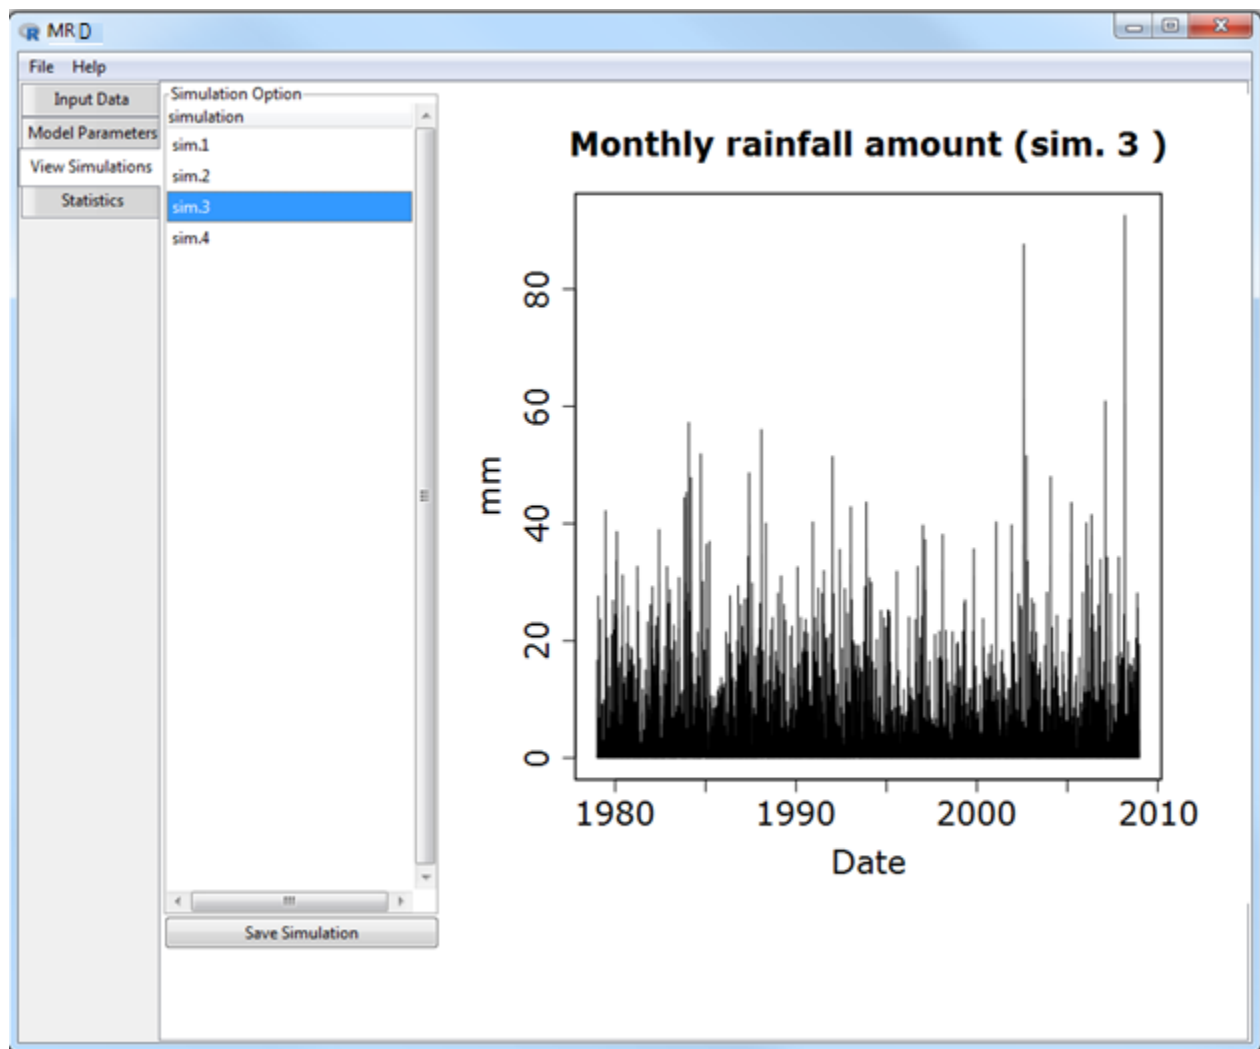 MRD
File Help
Input Data
Model Parameters
View Simulations
Statistics
Simulation Option
simulation
sim.1
sim.2
sim.3
sim.4
Save Simulation
Monthly rainfall amount (sim. 3 )
mm
80
60
40
20
0
1980 1990 2000 2010
Date